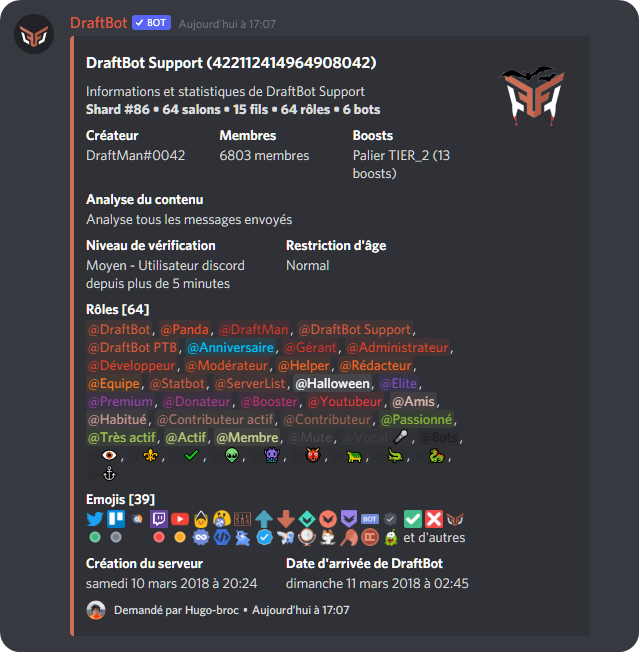 DraftBot ✓ BOT Aujourd'hui à 17:07
DraftBot Support (422112414964908042)
Informations et statistiques de DraftBot Support
Shard #86 • 64 salons • 15 fils • 64 rôles • 6 bots
Créateur Membres Boosts
DraftMan#0042 6803 membres Palier TIER_2 (13
boosts)
Analyse du contenu
Analyse tous les messages envoyés
Niveau de vérification Restriction d'âge
Moyen - Utilisateur discord Normal
depuis plus de 5 minutes
Rôles [64]
@DraftBot, @Panda, @DraftMan, @DraftBot Support,
@DraftBot PTB, @Anniversaire, @Gérant, @Administrateur,
@Développeur, @Modérateur, @Helper, @Rédacteur,
@Equipe, @Statbot, @ServerList, @Halloween, @Elite,
@Premium, @Donateur, @Booster, @Youtubeur, @Amis,
@Habitué, @Contributeur actif, @Contributeur, @Passionné,
@Très actif, @Actif, @Membre, @Mute, @Vocal 🎤, @Bots,
👁, ⚜, ✔, 👽, 👾, 👹, 🐅, 🐊, 🐉,
⚓
Emojis [39]
BOT
et d'autres
Création du serveur Date d'arrivée de DraftBot
samedi 10 mars 2018 à 20:24 dimanche 11 mars 2018 à 02:45
Demandé par Hugo-broc • Aujourd'hui à 17:07